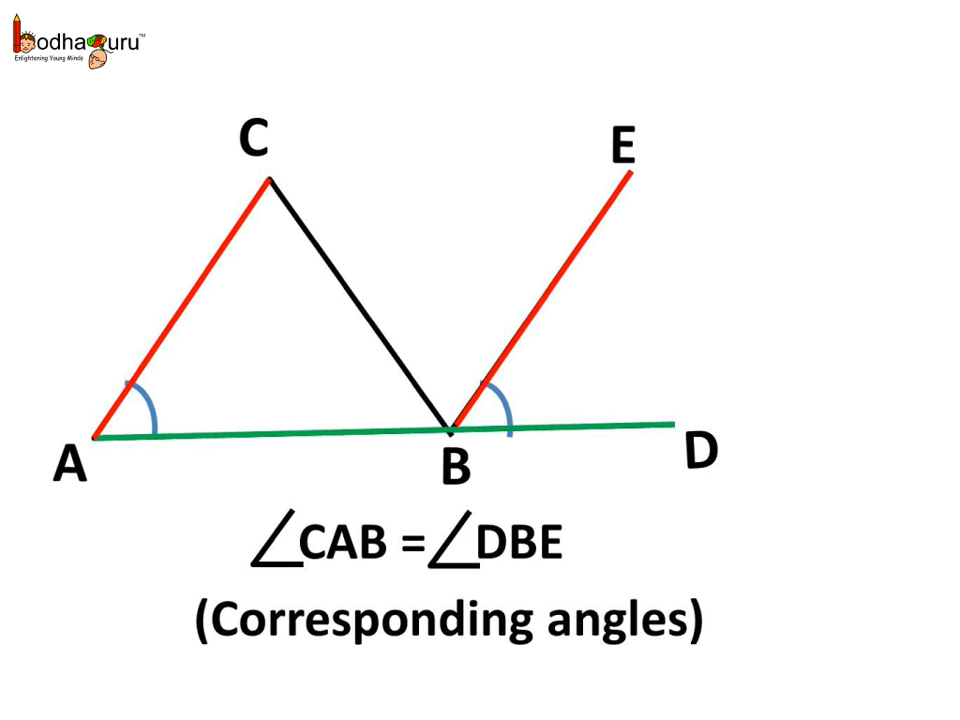 bodhaguru™
Enlightening Young Minds
C
E
A
B
D
∠CAB = ∠DBE
(Corresponding angles)